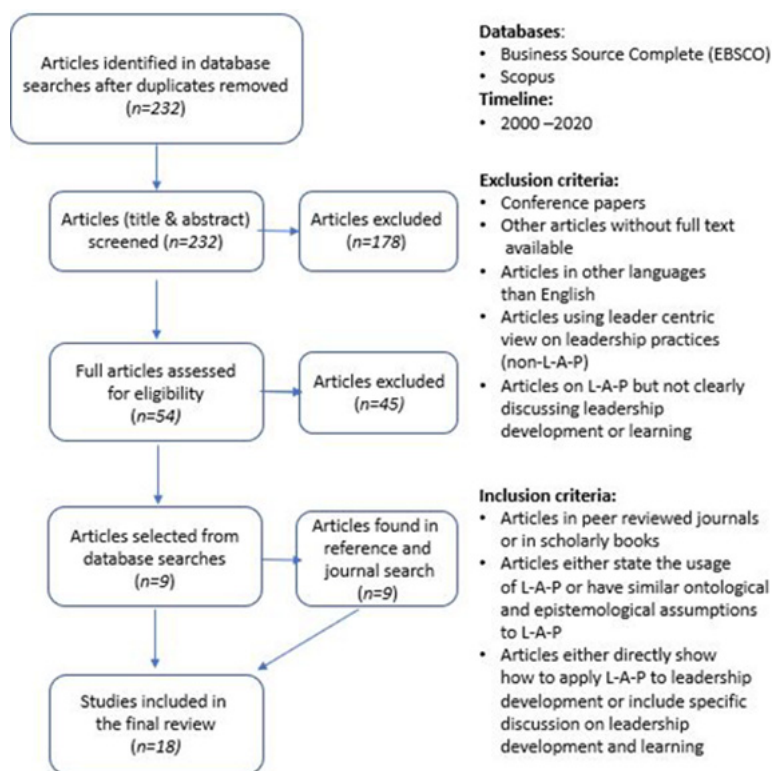 Articles identified in database
searches after duplicates removed
(n=232)
Articles (title & abstract)
screened (n=232)
Articles excluded
(n=178)
Full articles assessed
for eligibility
(n=54)
Articles excluded
(n=45)
Articles selected from
database searches
(n=9)
Articles found in
reference and
journal search
(n=9)
Studies included in
the final review
(n=18)
Databases:
• Business Source Complete (EBSCO)
• Scopus
Timeline:
• 2000 –2020
Exclusion criteria:
• Conference papers
• Other articles without full text
available
• Articles in other languages
than English
• Articles using leader centric
view on leadership practices
(non-L-A-P)
• Articles on L-A-P but not clearly
discussing leadership
development or learning
Inclusion criteria:
• Articles in peer reviewed journals
or in scholarly books
• Articles either state the usage
of L-A-P or have similar ontological
and epistemological assumptions
to L-A-P
• Articles either directly show
how to apply L-A-P to leadership
development or include specific
discussion on leadership
development and learning